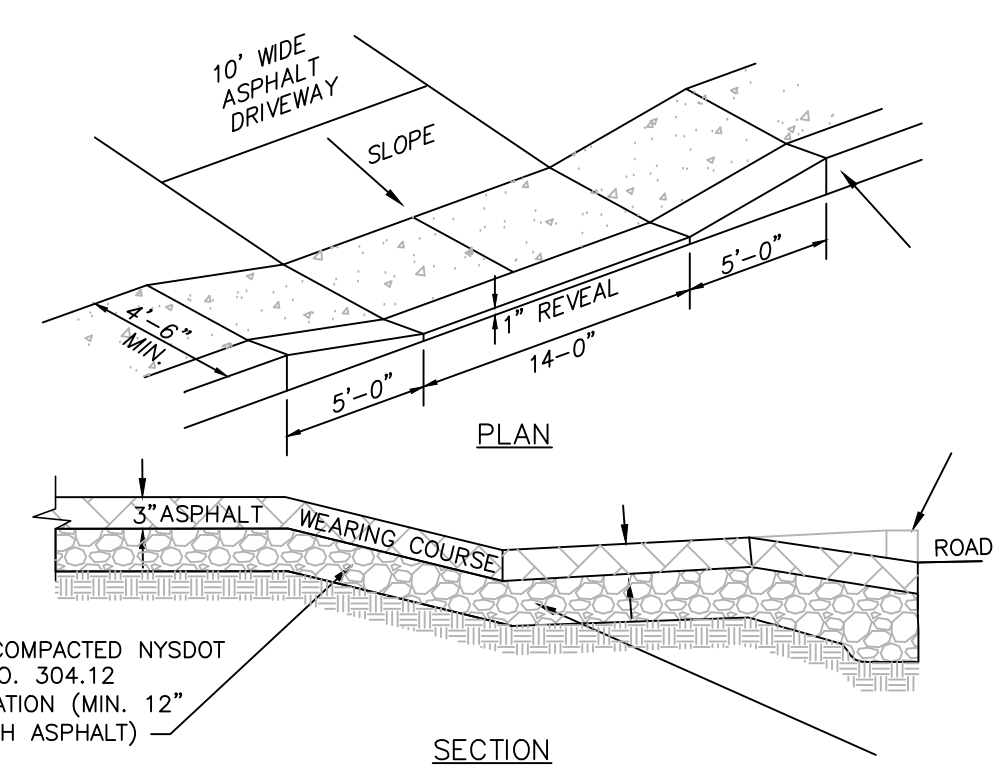 10' WIDE
ASPHALT
DRIVEWAY
SLOPE
4'-6"
MIN.
5'-0"
1" REVEAL
14-0"
5'-0"
PLAN
3" ASPHALT WEARING COURSE
ROAD
COMPACTED NYSDOT
O. 304.12
ATION (MIN. 12"
H ASPHALT)
SECTION